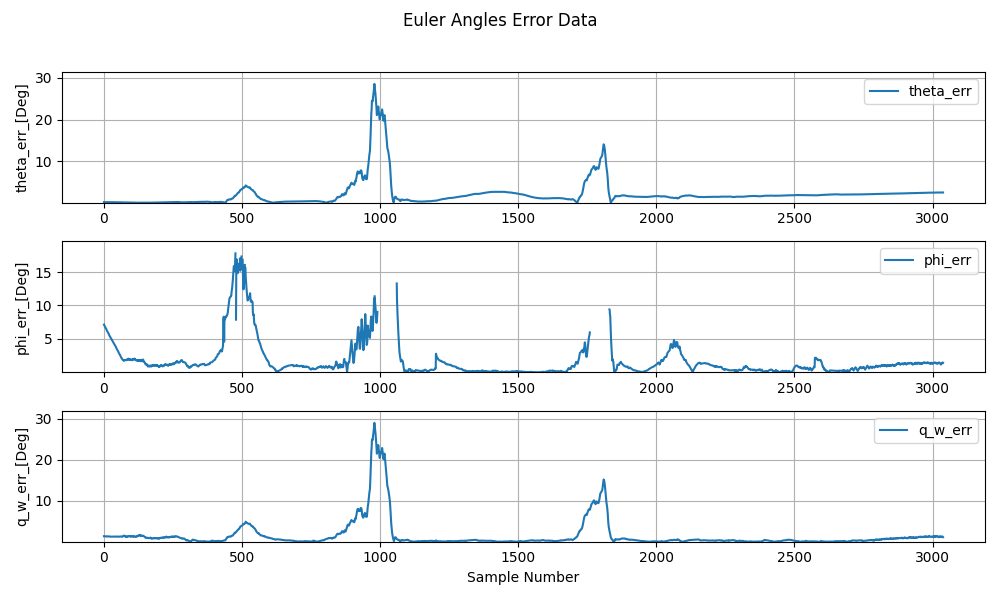 Euler Angles Error Data
theta_err_[Deg]
30
20
10
theta_err
0 500 1000 1500 2000 2500 3000
phi_err_[Deg]
15
10
5
phi_err
0 500 1000 1500 2000 2500 3000
q_w_err_[Deg]
30
20
10
q_w_err
0 500 1000 1500 2000 2500 3000
Sample Number